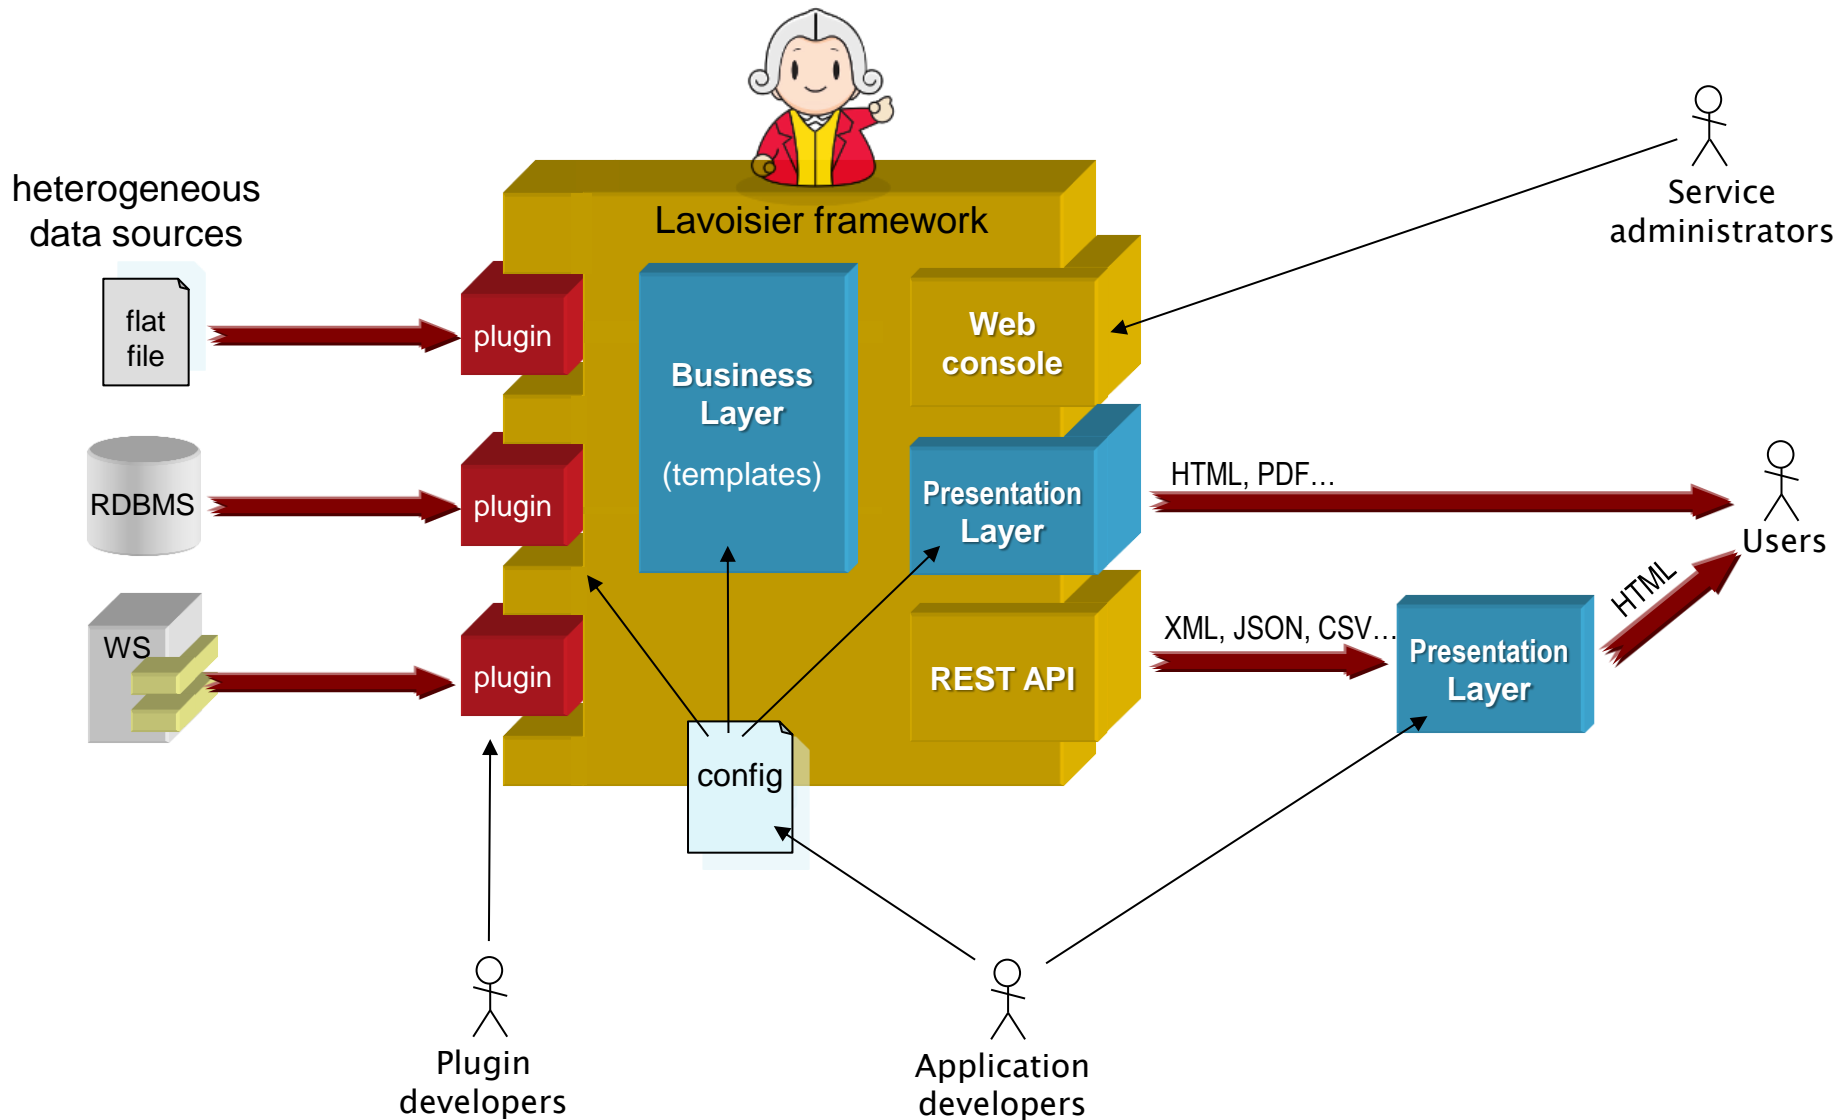 heterogeneous
data sources
flat
file
RDBMS
WS
plugin
plugin
plugin
Lavoisier framework
Business
Layer
(templates)
Web
console
Presentation
Layer
REST API
config
HTML, PDF…
XML, JSON, CSV…
Presentation
Layer
HTML
Service
administrators
Users
Plugin
developers
Application
developers